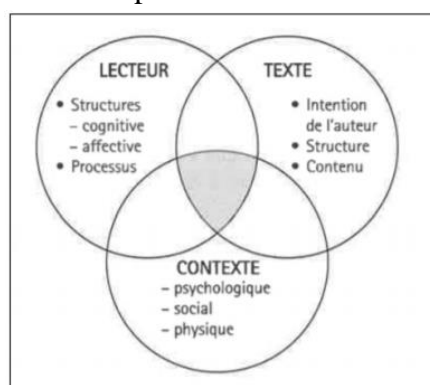 LECTEUR
• Structures
– cognitive
– affective
• Processus
TEXTE
• Intention
de l'auteur
• Structure
• Contenu
CONTEXTE
– psychologique
– social
– physique